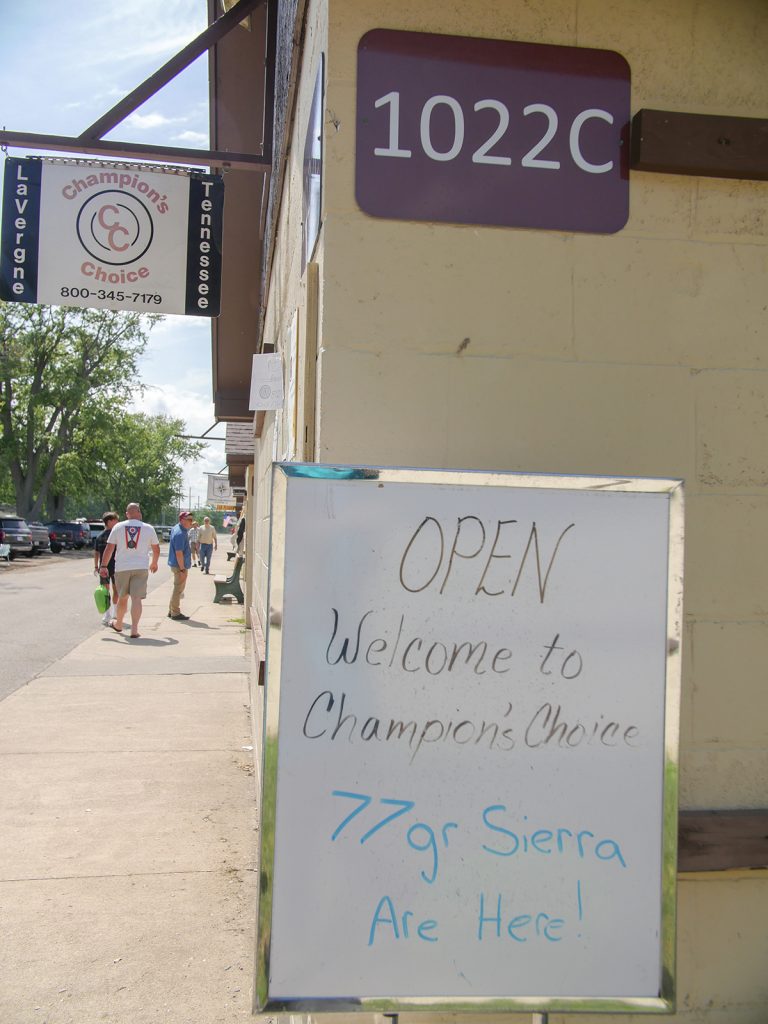 1022C
LaVergne
Champion's
CC
Choice
800-345-7179
Tennessee
OPEN
Welcome to
Champion's Choice
77gr Sierra
Are Here!